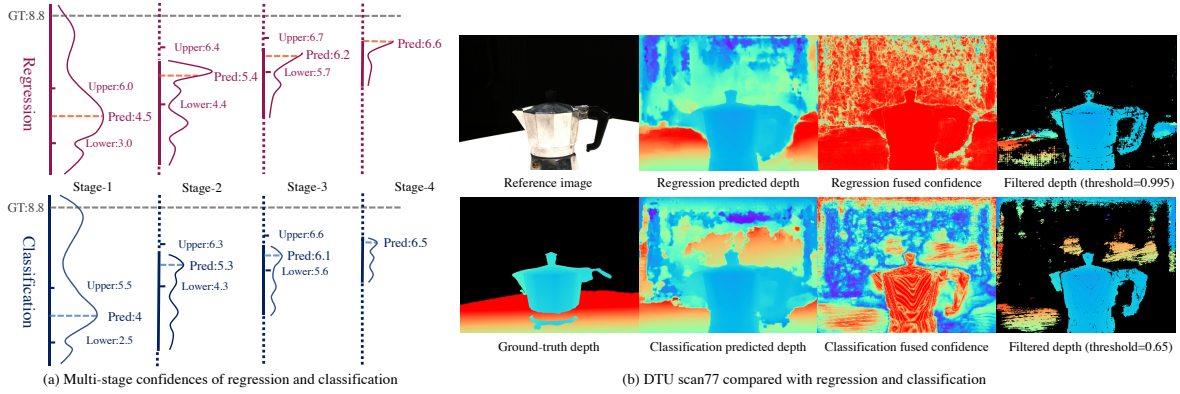 GT:8.8
Regression
Upper:6.0
Pred:4.5
Lower:3.0
Upper:6.4
Pred:5.4
Lower:4.4
Upper:6.7
Pred:6.2
Lower:5.7
Pred:6.6
Stage-1
Stage-2
Stage-3
Stage-4
GT:8.8
Classification
Upper:5.5
Pred:4
Lower:2.5
Upper:6.3
Pred:5.3
Lower:4.3
Upper:6.6
Pred:6.1
Lower:5.6
Pred:6.5
(a) Multi-stage confidences of regression and classification
Reference image
Regression predicted depth
Regression fused confidence
Filtered depth (threshold=0.995)
Ground-truth depth
Classification predicted depth
Classification fused confidence
Filtered depth (threshold=0.65)
(b) DTU scan77 compared with regression and classification